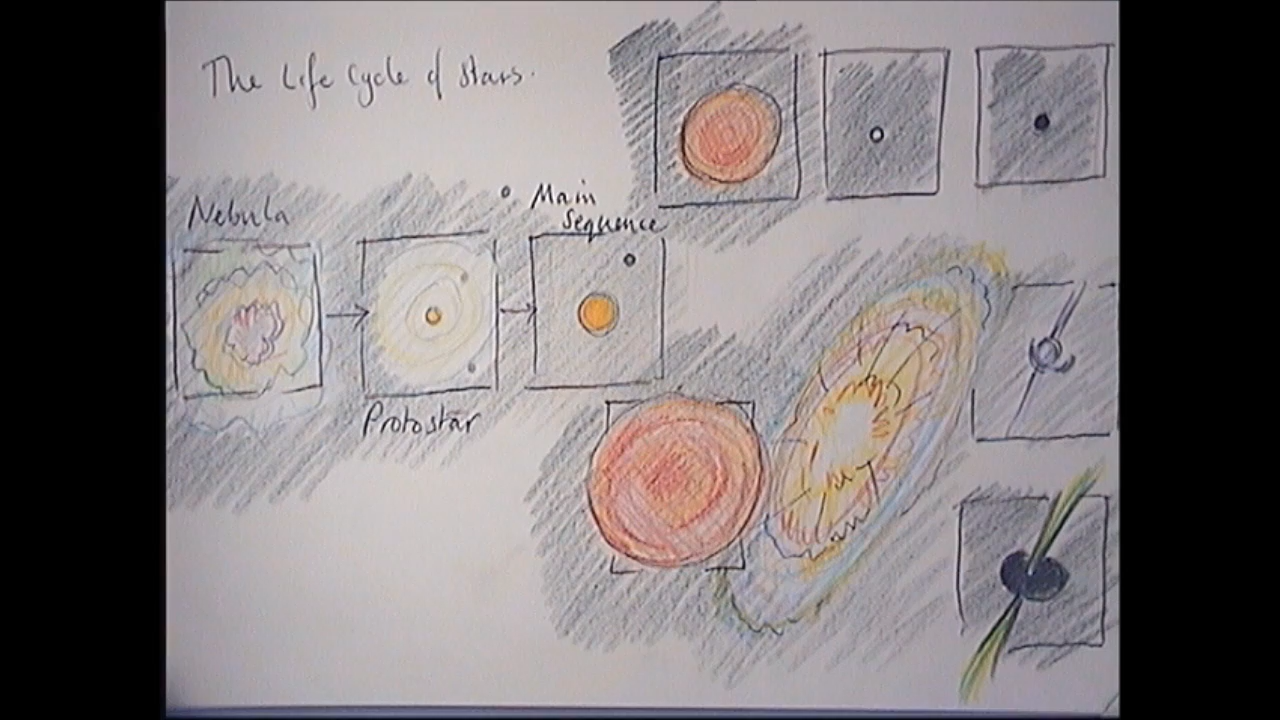 The Life Cycle of Stars.
Nebula
Main
Sequence
Protostar